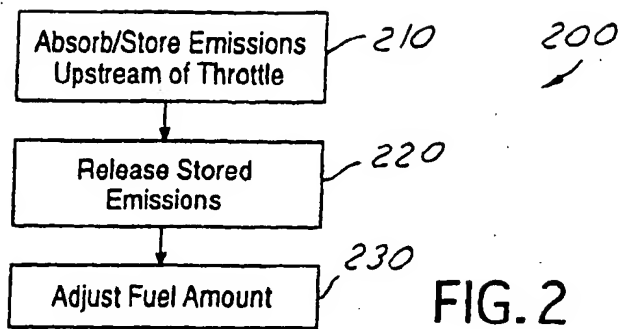 Absorb/Store Emissions
Upstream of Throttle
210
200
Release Stored
Emissions
220
Adjust Fuel Amount
230
FIG. 2